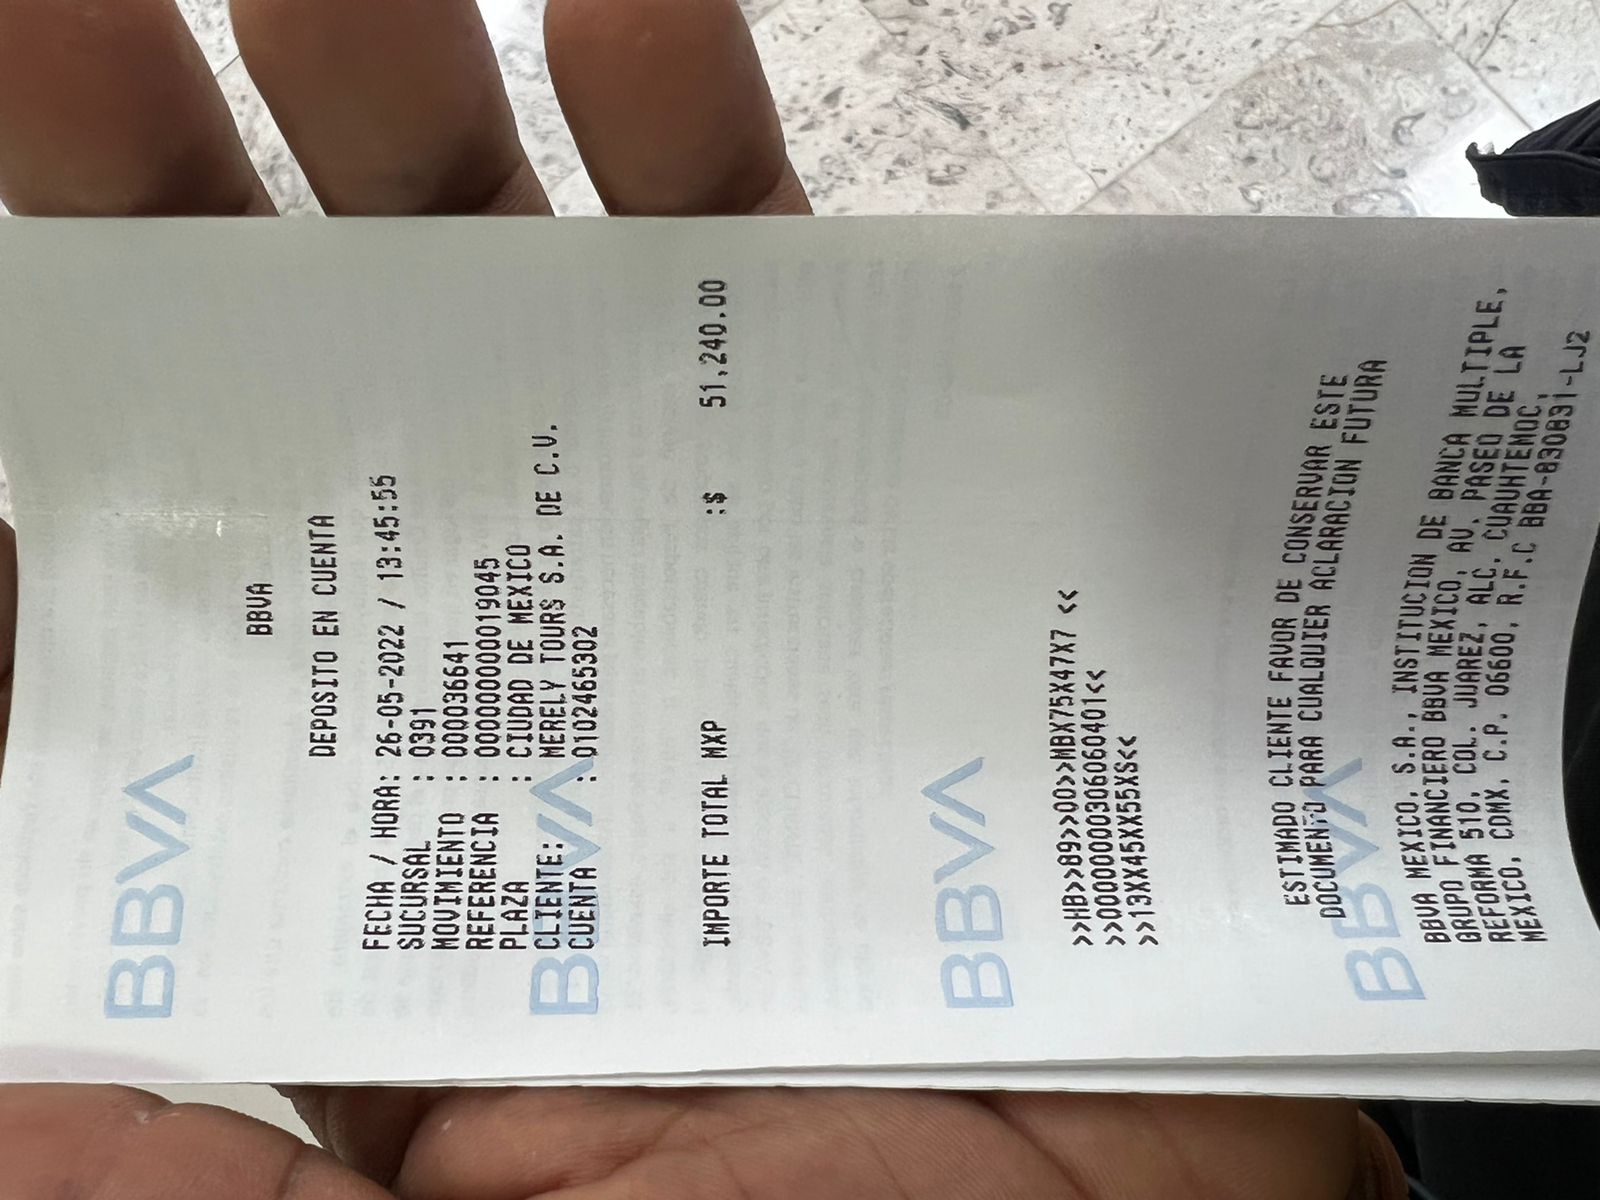 BBVA
BBVA
DEPOSITO EN CUENTA
FECHA / HORA: 26-05-2022 / 13:45:55
SUCURSAL : 0391
MOVIMIENTO : 000036641
REFERENCIA : 00000000000019045
PLAZA : CIUDAD DE MEXICO
CLIENTE: MERELY TOURS S.A. DE C.V.
CUENTA : 0102465302
BBVA
IMPORTE TOTAL MXP :$ 51,240.00
BBVA
>>HB>>89>>00>>MBX75X47X7 <<
>>0000000306060401<<
>>13XX45XX55XS<<
ESTIMADO CLIENTE FAVOR DE CONSERVAR ESTE
DOCUMENTO PARA CUALQUIER ACLARACION FUTURA
BBVA
BBVA MEXICO, S.A., INSTITUCION DE BANCA MULTIPLE,
GRUPO FINANCIERO BBVA MEXICO, AV. PASEO DE LA
REFORMA 510, COL. JUAREZ, ALC. CUAUHTEMOC,
MEXICO, CDMX, C.P. 06600, R.F.C BBA-830831-LJ2